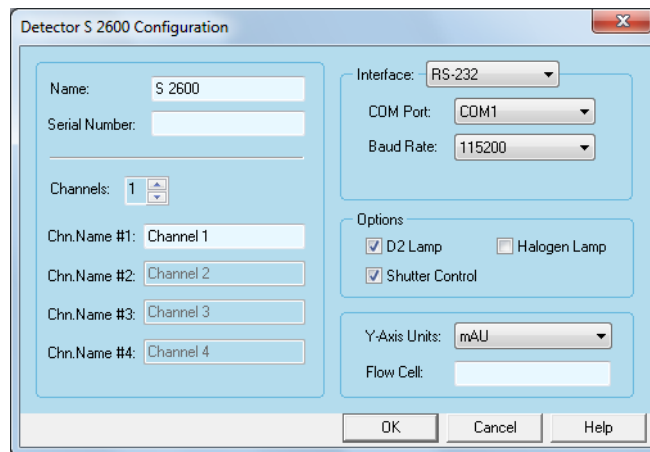 Detector S 2600 Configuration
Name: S 2600
Serial Number:
Channels: 1
Chn.Name #1: Channel 1
Chn.Name #2: Channel 2
Chn.Name #3: Channel 3
Chn.Name #4: Channel 4
Interface: RS-232
COM Port: COM1
Baud Rate: 115200
Options
D2 Lamp Halogen Lamp
Shutter Control
Y-Axis Units: mAU
Flow Cell:
OK Cancel Help